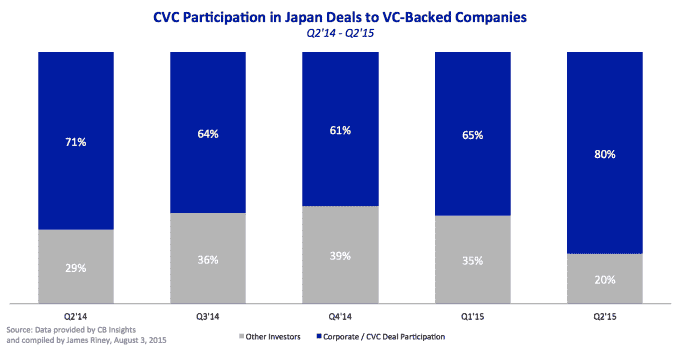 CVC Participation in Japan Deals to VC-Backed Companies
Q2'14 - Q2'15
71% 64% 61% 65% 80%
29% 36% 39% 35% 20%
Q2'14 Q3'14 Q4'14 Q1'15 Q2'15
Source: Data provided by CB Insights
and compiled by James Riney, August 3, 2015
Other Investors Corporate / CVC Deal Participation